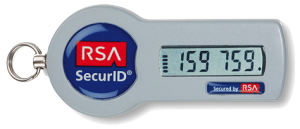 RSA
SecurID®
159 759.
Secured by RSA